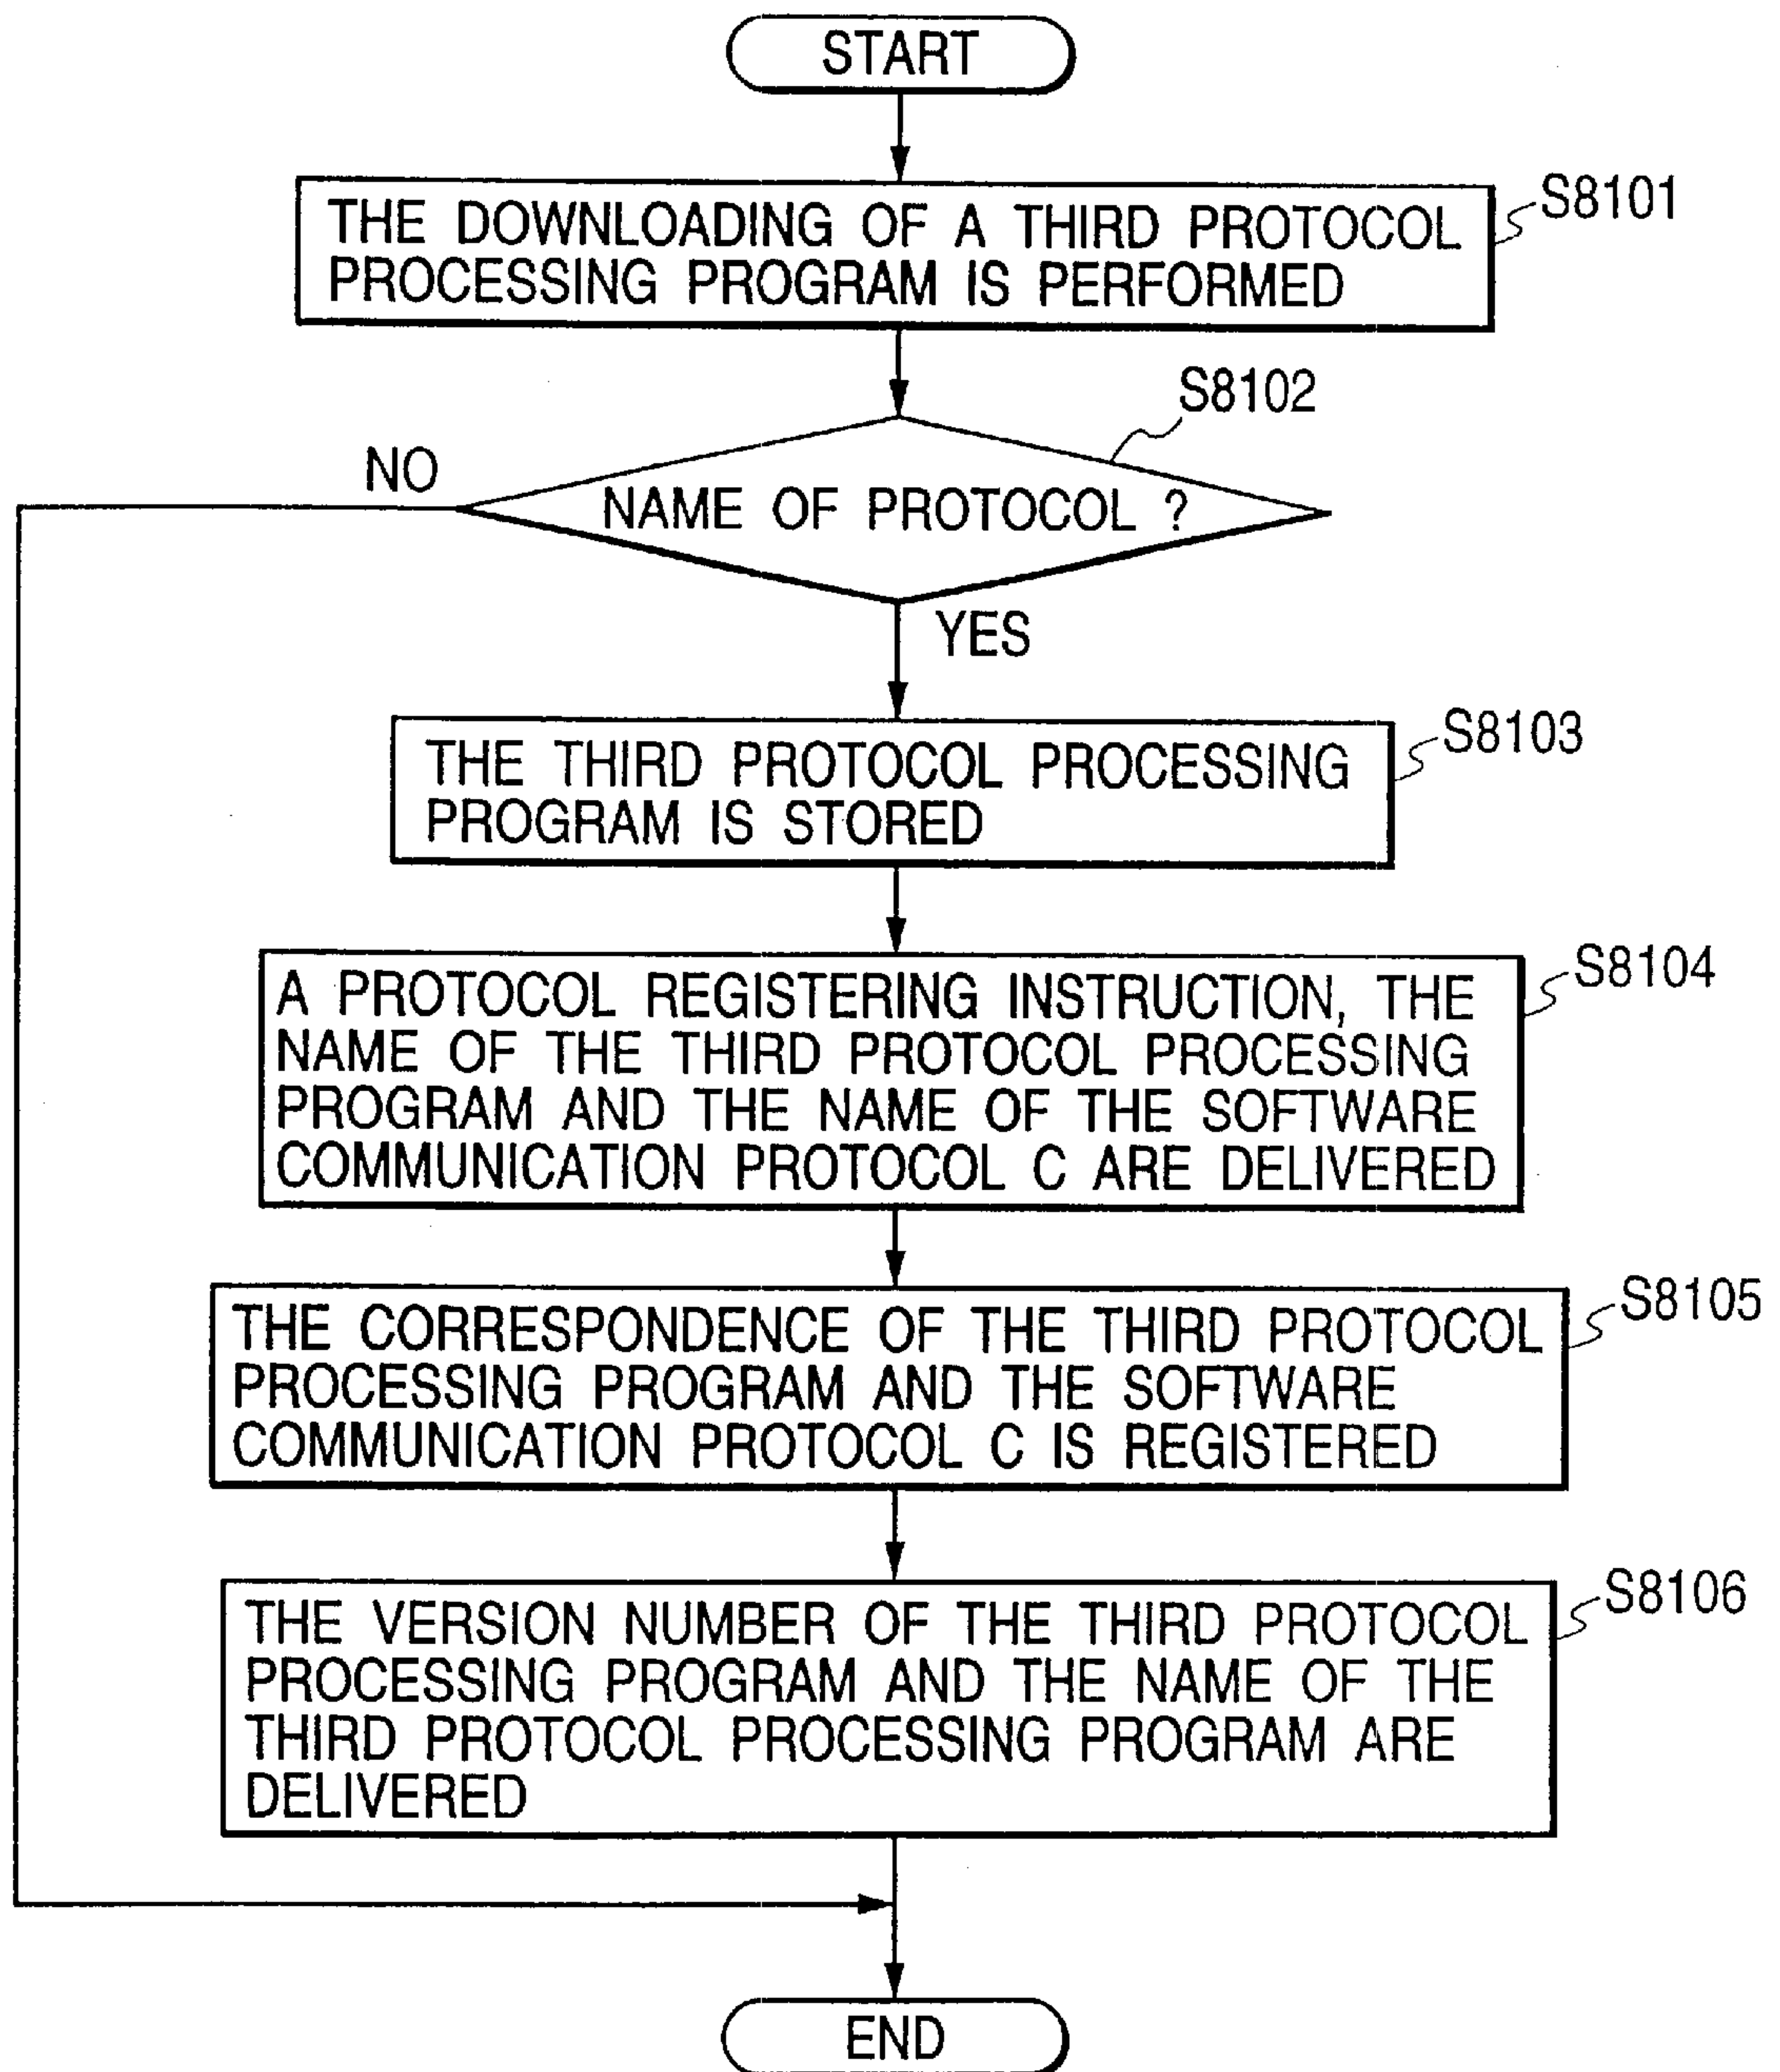 START
THE DOWNLOADING OF A THIRD PROTOCOL
PROCESSING PROGRAM IS PERFORMED
S8101
S8102
NO
NAME OF PROTOCOL ?
YES
THE THIRD PROTOCOL PROCESSING
PROGRAM IS STORED
S8103
A PROTOCOL REGISTERING INSTRUCTION, THE
NAME OF THE THIRD PROTOCOL PROCESSING
PROGRAM AND THE NAME OF THE SOFTWARE
COMMUNICATION PROTOCOL C ARE DELIVERED
S8104
THE CORRESPONDENCE OF THE THIRD PROTOCOL
PROCESSING PROGRAM AND THE SOFTWARE
COMMUNICATION PROTOCOL C IS REGISTERED
S8105
THE VERSION NUMBER OF THE THIRD PROTOCOL
PROCESSING PROGRAM AND THE NAME OF THE
THIRD PROTOCOL PROCESSING PROGRAM ARE
DELIVERED
S8106
END